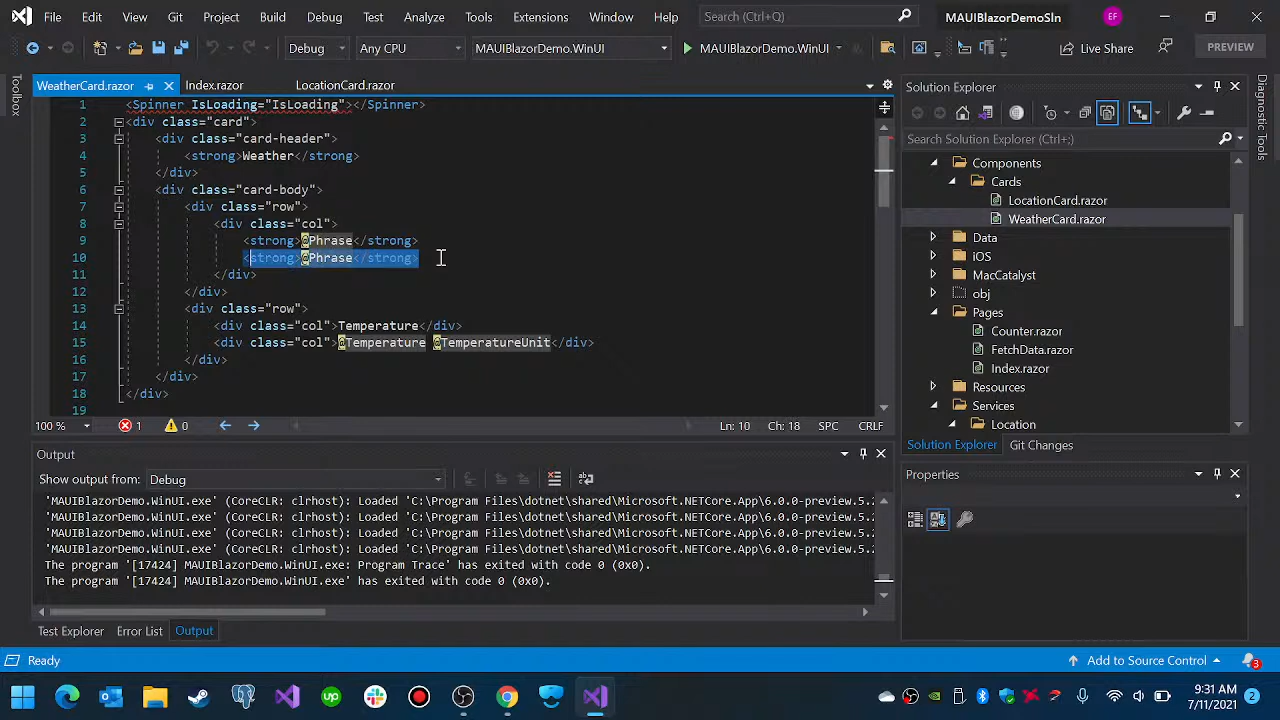 File Edit View Git Project Build Debug Test Analyze Tools Extensions Window Help Search (Ctrl+Q) MAUIBlazorDemoSln EF
Debug Any CPU MAUIBlazorDemo.WinUI MAUIBlazorDemo.WinUI Live Share PREVIEW
Toolbox
WeatherCard.razor Index.razor LocationCard.razor
1 <Spinner IsLoading="IsLoading"></Spinner>
2 <div class="card">
3 <div class="card-header">
4 <strong>Weather</strong>
5 </div>
6 <div class="card-body">
7 <div class="row">
8 <div class="col">
9 <strong>@Phrase</strong>
10 <strong>@Phrase</strong>
11 </div>
12 </div>
13 <div class="row">
14 <div class="col">Temperature</div>
15 <div class="col">@Temperature @TemperatureUnit</div>
16 </div>
17 </div>
18 </div>
19
100 % 1 0 Ln: 10 Ch: 18 SPC CRLF
Output
Show output from: Debug
'MAUIBlazorDemo.WinUI.exe' (CoreCLR: clrhost): Loaded 'C:\Program Files\dotnet\shared\Microsoft.NETCore.App\6.0.0-preview.5.2
'MAUIBlazorDemo.WinUI.exe' (CoreCLR: clrhost): Loaded 'C:\Program Files\dotnet\shared\Microsoft.NETCore.App\6.0.0-preview.5.2
'MAUIBlazorDemo.WinUI.exe' (CoreCLR: clrhost): Loaded 'C:\Program Files\dotnet\shared\Microsoft.NETCore.App\6.0.0-preview.5.2
'MAUIBlazorDemo.WinUI.exe' (CoreCLR: clrhost): Loaded 'C:\Program Files\dotnet\shared\Microsoft.NETCore.App\6.0.0-preview.5.2
The program '[17424] MAUIBlazorDemo.WinUI.exe: Program Trace' has exited with code 0 (0x0).
The program '[17424] MAUIBlazorDemo.WinUI.exe' has exited with code 0 (0x0).
Test Explorer Error List Output
Solution Explorer
Search Solution Explorer (Ctrl+;)
Components
Cards
LocationCard.razor
WeatherCard.razor
Data
iOS
MacCatalyst
obj
Pages
Counter.razor
FetchData.razor
Index.razor
Resources
Services
Location
Solution Explorer Git Changes
Properties
Diagnostic Tools
Ready Add to Source Control 3
up
9:31 AM
7/11/2021
2